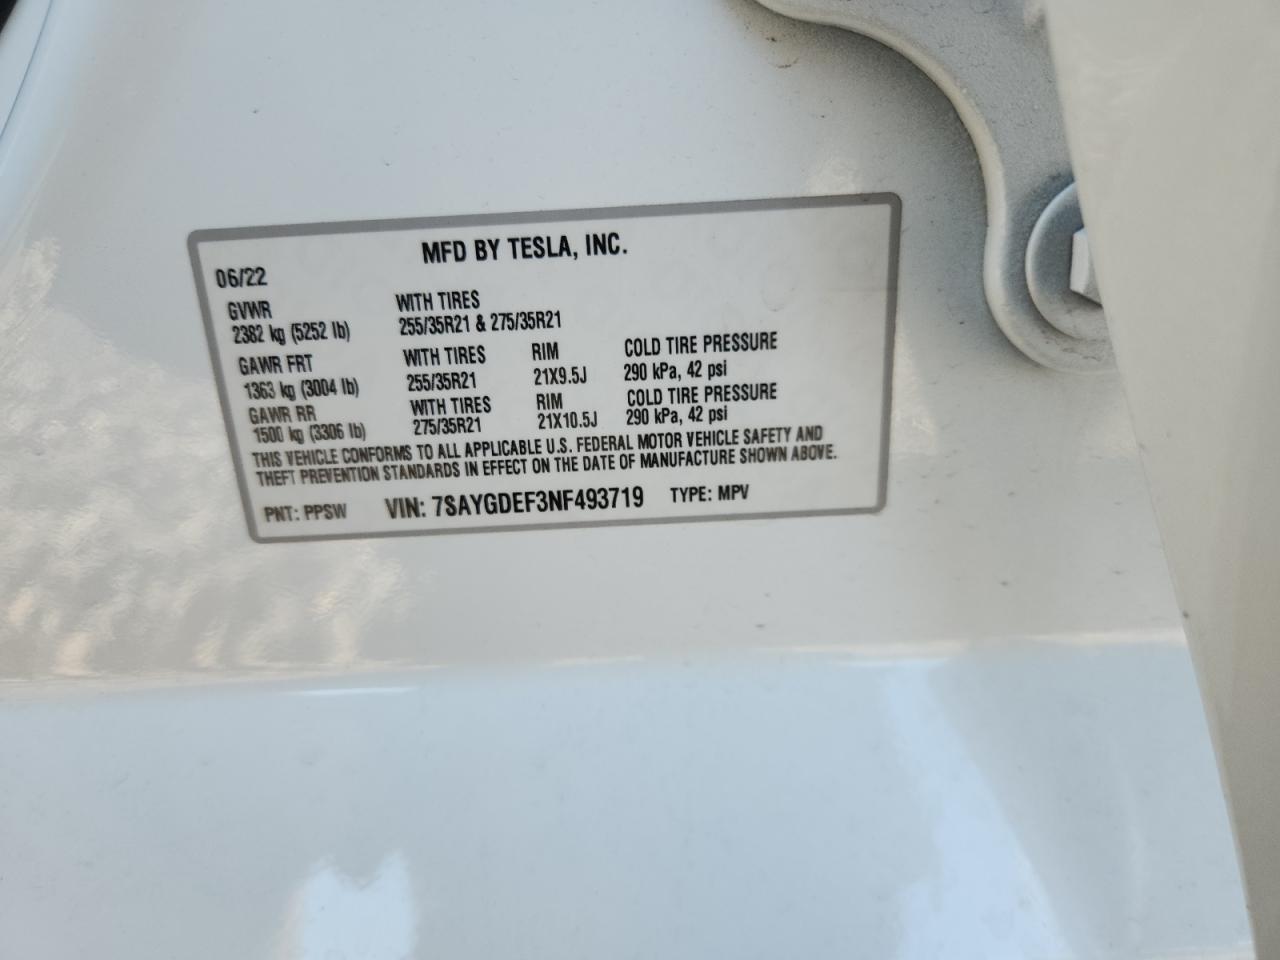 MFD BY TESLA, INC.
06/22
GVWR WITH TIRES
2382 kg (5252 lb) 255/35R21 & 275/35R21
GAWR FRT WITH TIRES RIM COLD TIRE PRESSURE
1363 kg (3004 lb) 255/35R21 21X9.5J 290 kPa, 42 psi
GAWR RR WITH TIRES RIM COLD TIRE PRESSURE
1500 kg (3306 lb) 275/35R21 21X10.5J 290 kPa, 42 psi
THIS VEHICLE CONFORMS TO ALL APPLICABLE U.S. FEDERAL MOTOR VEHICLE SAFETY AND
THEFT PREVENTION STANDARDS IN EFFECT ON THE DATE OF MANUFACTURE SHOWN ABOVE.
PNT: PPSW VIN: 7SAYGDEF3NF493719 TYPE: MPV